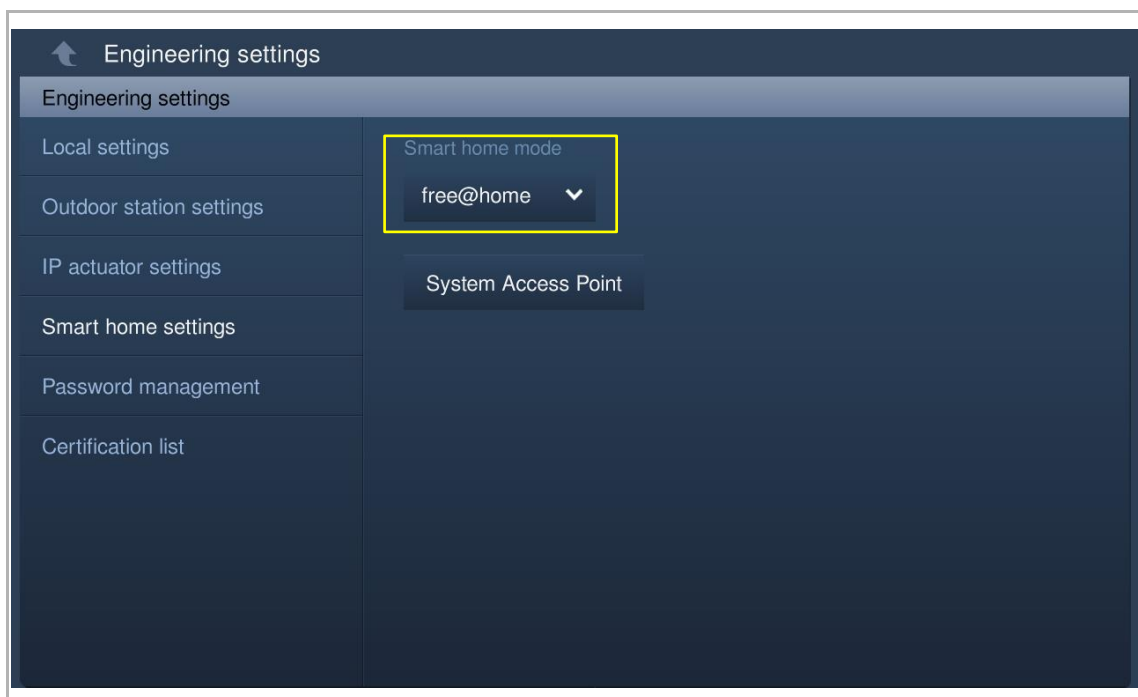 Engineering settings
Engineering settings
Local settings
Outdoor station settings
IP actuator settings
Smart home settings
Password management
Certification list
Smart home mode
free@home
System Access Point